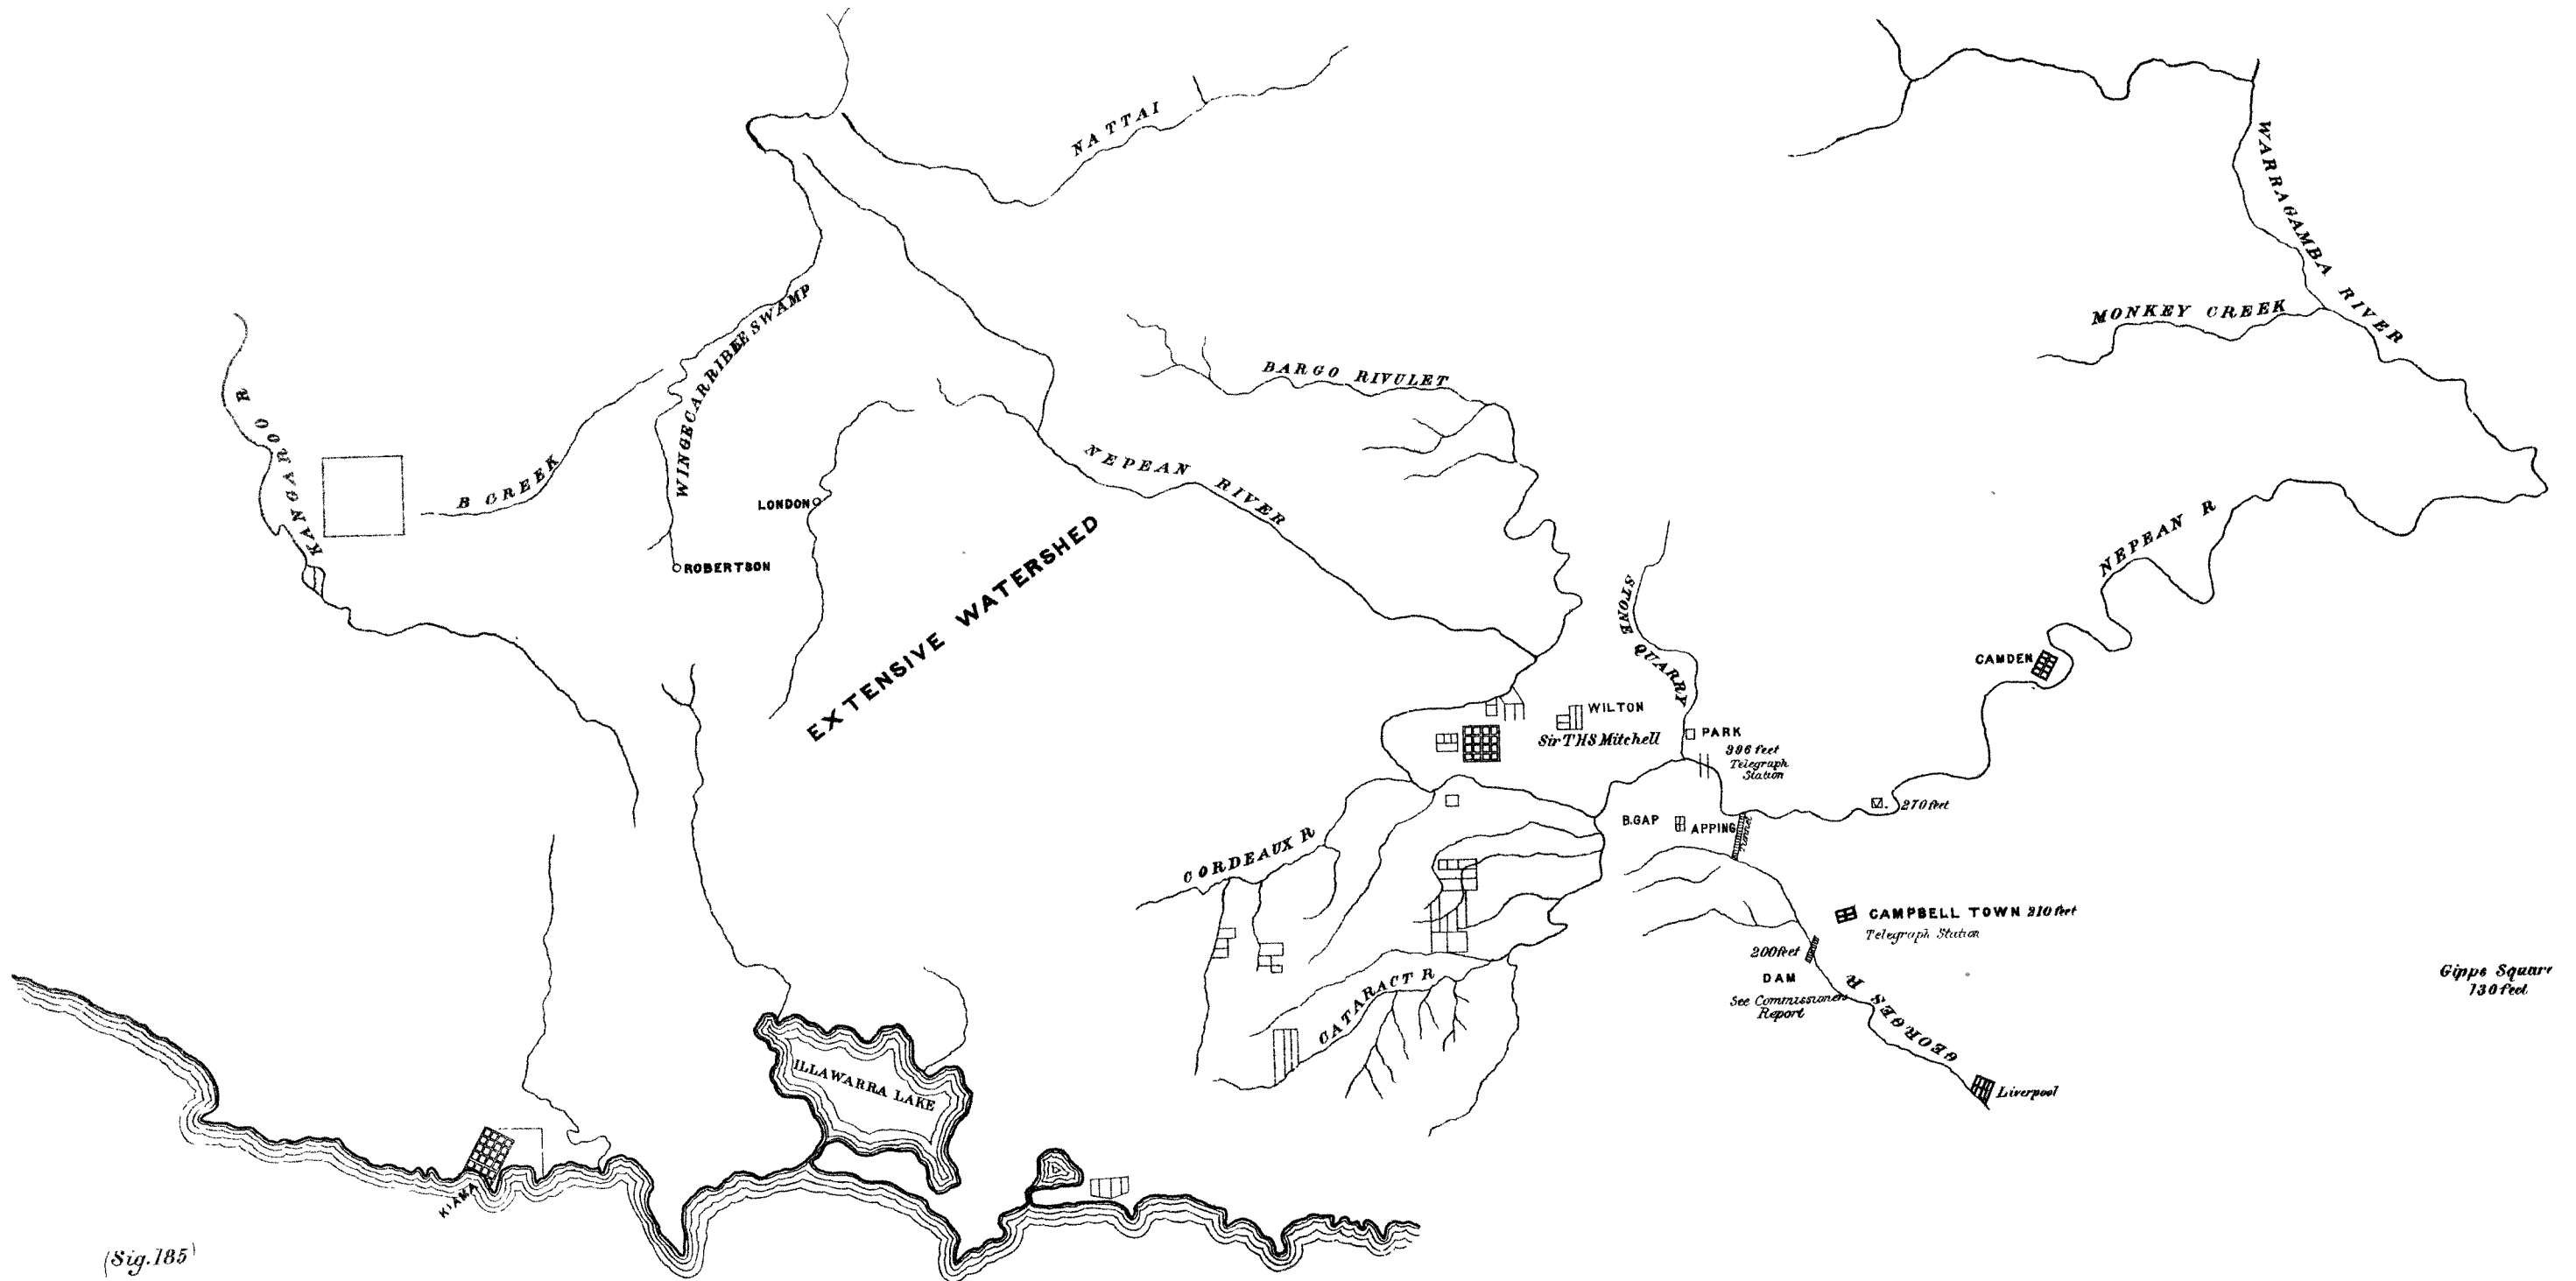 NATTAI
WARRAGAMBA RIVER
MONKEY CREEK
WINGECARRIBEE SWAMP
BARGO RIVULET
KANGAROO R
B CREEK
LONDON
NEPEAN RIVER
ROBERTSON
EXTENSIVE WATERSHED
NEPEAN R
STONE QUARRY
CAMDEN
WILTON
Sir THS Mitchell
PARK
396 feet
Telegraph
Station
270 feet
B.GAP
APPING
Tunnel
CORDEAUX R
CAMPBELL TOWN 210 feet
Telegraph Station
200 feet
DAM
See Commissioners
Report
GEORGES R
Gipps Square
130 feet
CATARACT R
ILLAWARRA LAKE
Liverpool
KIAMA
(Sig. 185)